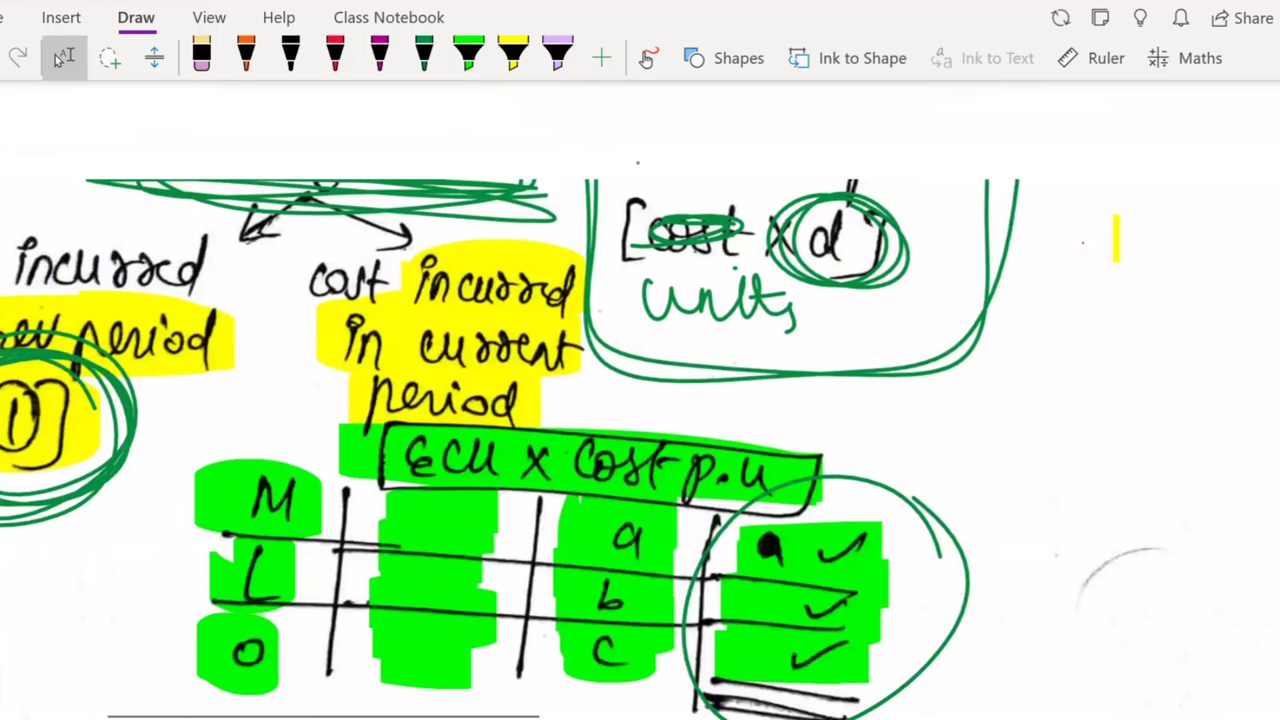 Insert Draw View Help Class Notebook Share
Shapes Ink to Shape Ink to Text Ruler Maths
[cost × d]
units
incurred
period
cost incurred
in current
period
ECU × Cost p.u
M a a ✓
L b ✓
O c ✓